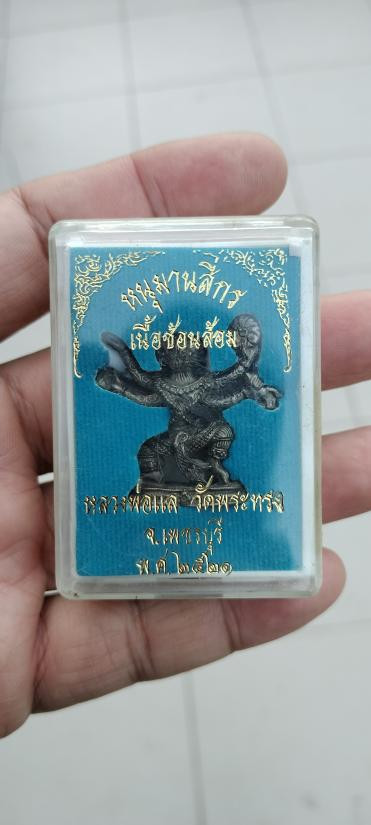 หนุมานสี่กร
เนื้อช้อนส้อม
หลวงพ่อแล วัดพระทรง
จ.เพชรบุรี
พ.ศ.๒๕๒๑